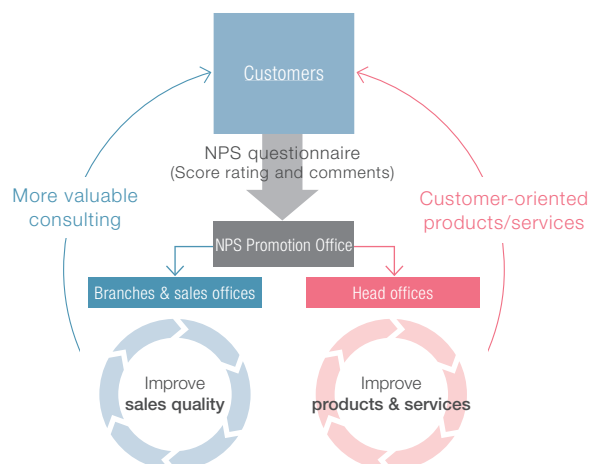 Customers
NPS questionnaire
(Score rating and comments)
More valuable
consulting
Customer-oriented
products/services
NPS Promotion Office
Branches & sales offices
Head offices
Improve
sales quality
Improve
products & services